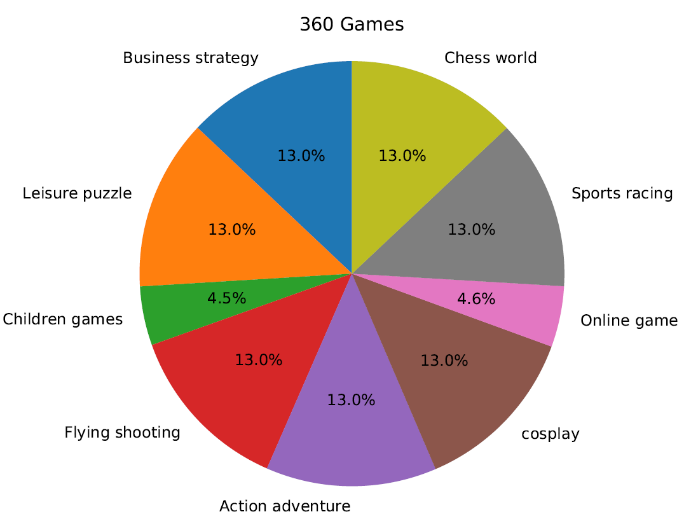 360 Games
Business strategy
Chess world
13.0%
13.0%
Leisure puzzle
Sports racing
13.0%
13.0%
4.5%
4.6%
Children games
Online game
13.0%
13.0%
13.0%
Flying shooting
cosplay
Action adventure